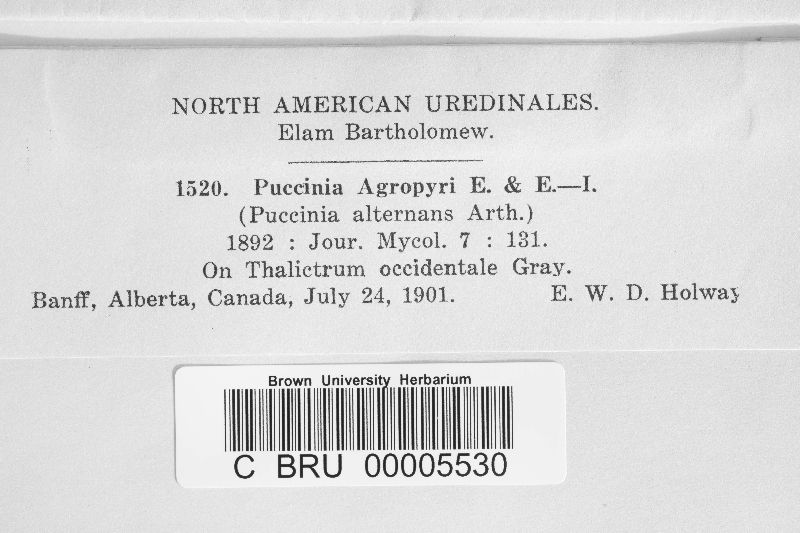 NORTH AMERICAN UREDINALES.
Elam Bartholomew.
1520. Puccinia Agropyri E. & E.—I.
(Puccinia alternans Arth.)
1892 : Jour. Mycol. 7 : 131.
On Thalictrum occidentale Gray.
Banff, Alberta, Canada, July 24, 1901. E. W. D. Holway
Brown University Herbarium
C BRU 00005530